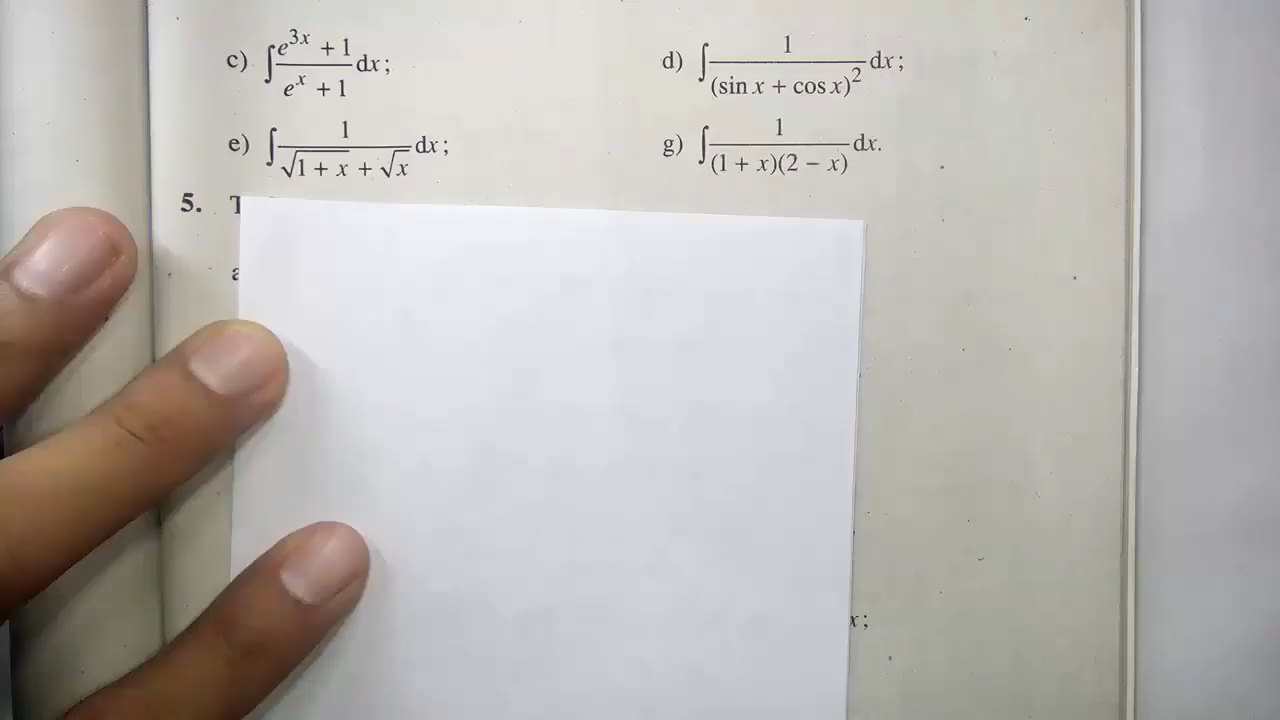 c) ∫ (e^{3x} + 1)/(e^x + 1) dx; d) ∫ 1/(sin x + cos x)^2 dx;
e) ∫ 1/(√(1 + x) + √x) dx; g) ∫ 1/((1 + x)(2 − x)) dx.
5.
x;